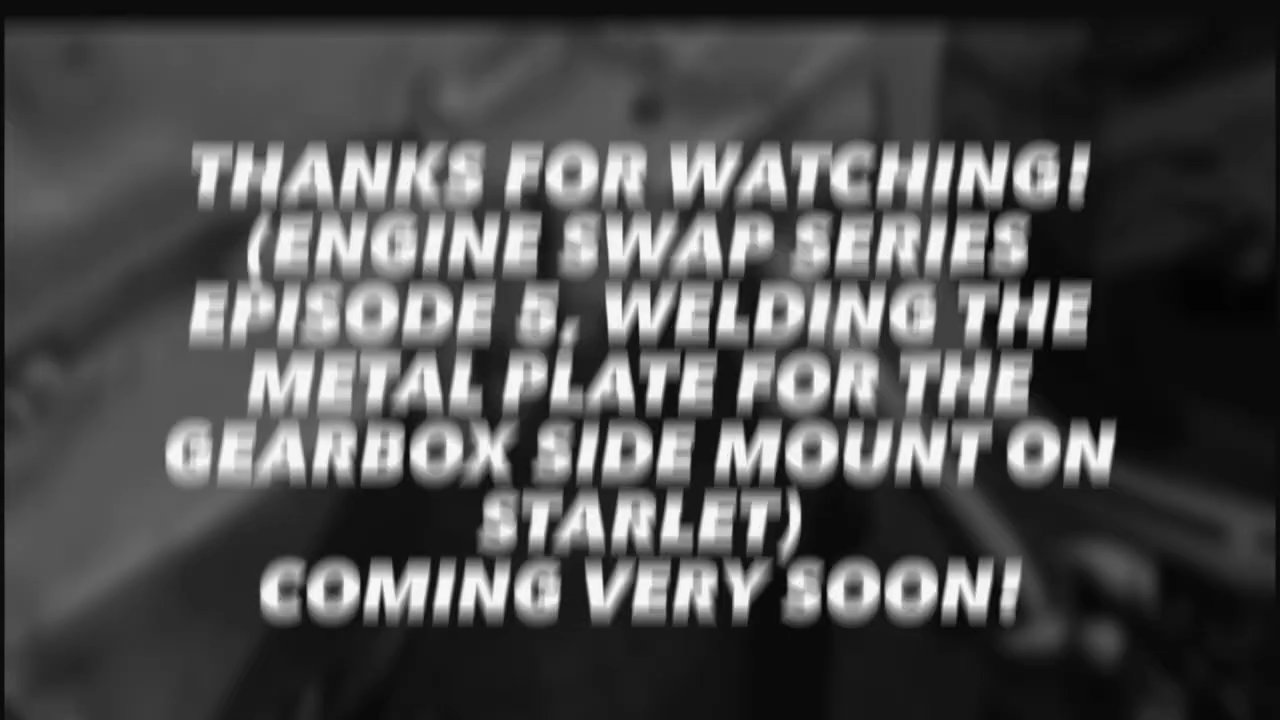 THANKS FOR WATCHING!
(ENGINE SWAP SERIES
EPISODE 5, WELDING THE
METAL PLATE FOR THE
GEARBOX SIDE MOUNT ON
STARLET)
COMING VERY SOON!